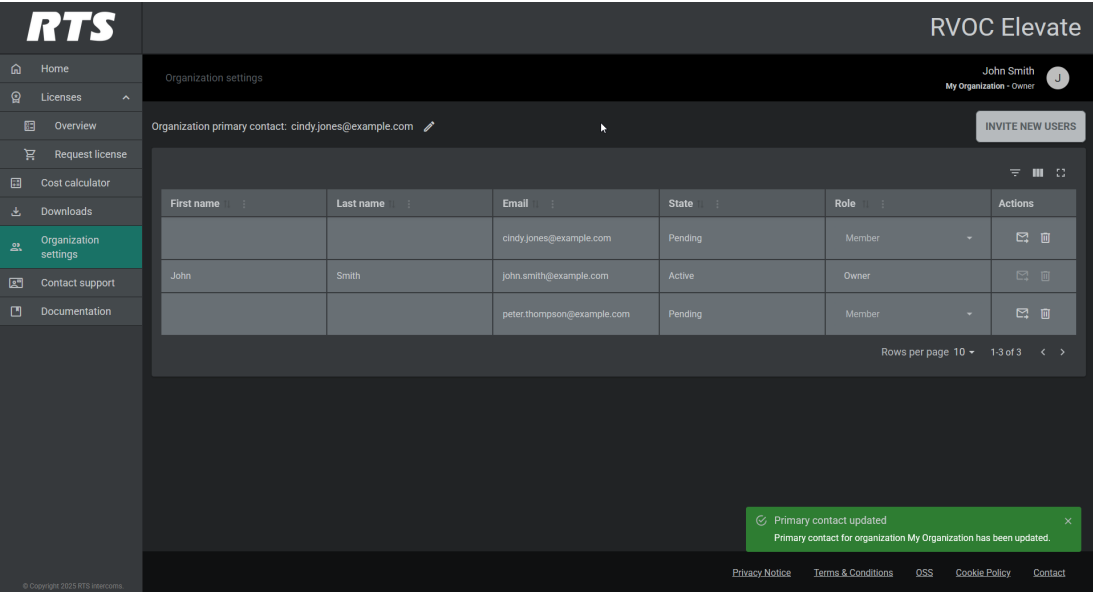 RTS
RVOC Elevate
Home
Licenses
Overview
Request license
Cost calculator
Downloads
Organization
settings
Contact support
Documentation
© Copyright 2025 RTS intercoms.
Organization settings
John Smith
My Organization - Owner
J
Organization primary contact: cindy.jones@example.com
INVITE NEW USERS
First name Last name Email State Role Actions
cindy.jones@example.com Pending Member
John Smith john.smith@example.com Active Owner
peter.thompson@example.com Pending Member
Rows per page 10 1-3 of 3
Primary contact updated
Primary contact for organization My Organization has been updated.
Privacy Notice Terms & Conditions OSS Cookie Policy Contact